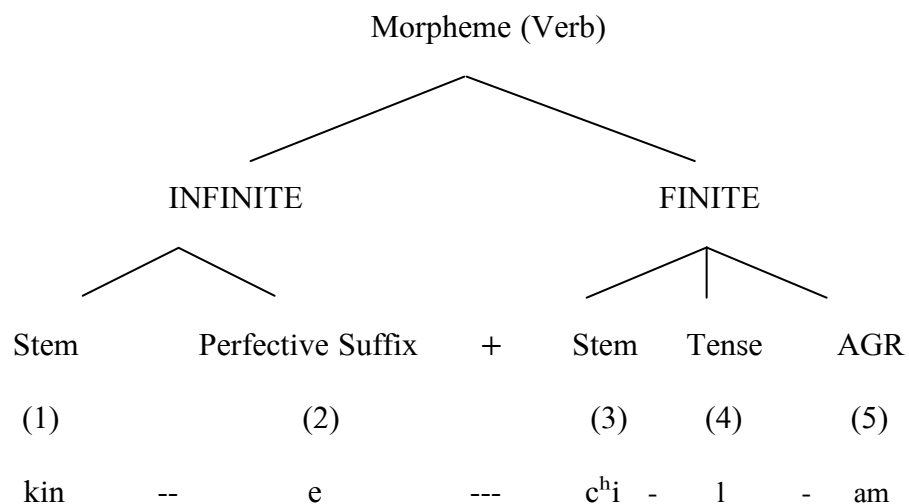 Morpheme (Verb)
INFINITE FINITE
Stem Perfective Suffix + Stem Tense AGR
(1) (2) (3) (4) (5)
kin -- e --- cʰi - l - am